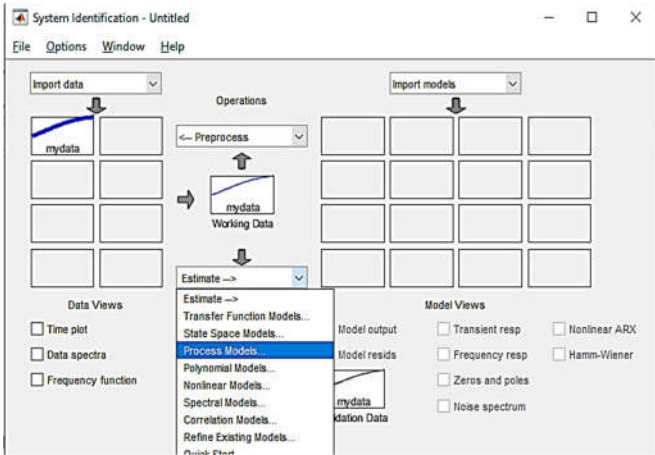 System Identification - Untitled
File Options Window Help
Import data
Import models
Operations
mydata
<-- Preprocess
mydata
Working Data
Estimate -->
Estimate -->
Transfer Function Models...
State Space Models...
Process Models...
Polynomial Models...
Nonlinear Models...
Spectral Models...
Correlation Models...
Refine Existing Models...
Quick Start
Data Views
Time plot
Data spectra
Frequency function
Model Views
Model output
Transient resp
Nonlinear ARX
Model resids
Frequency resp
Hamm-Wiener
Zeros and poles
Noise spectrum
mydata
dation Data